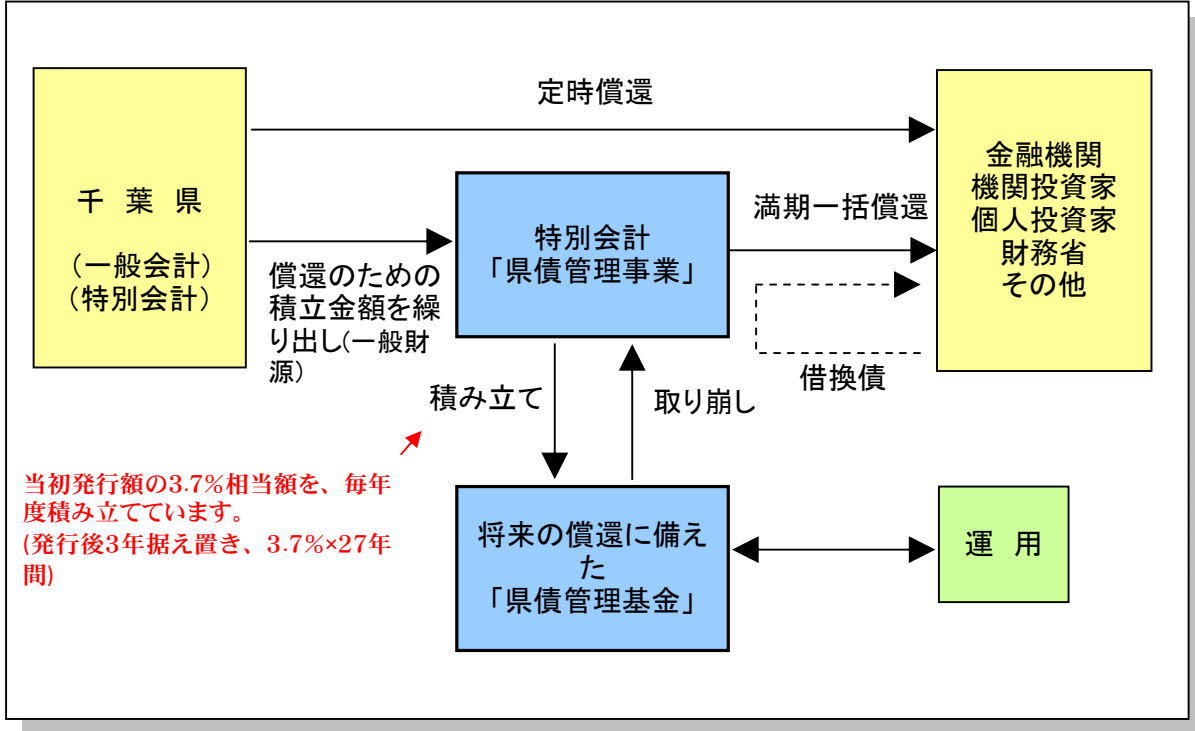 定時償還
千 葉 県
(一般会計)
(特別会計)
金融機関
機関投資家
個人投資家
財務省
その他
償還のための
積立金額を繰
り出し(一般財
源)
特別会計
「県債管理事業」
満期一括償還
借換債
積み立て
取り崩し
当初発行額の3.7%相当額を、毎年
度積み立てています。
(発行後3年据え置き、3.7%×27年
間)
将来の償還に備え
た
「県債管理基金」
運 用